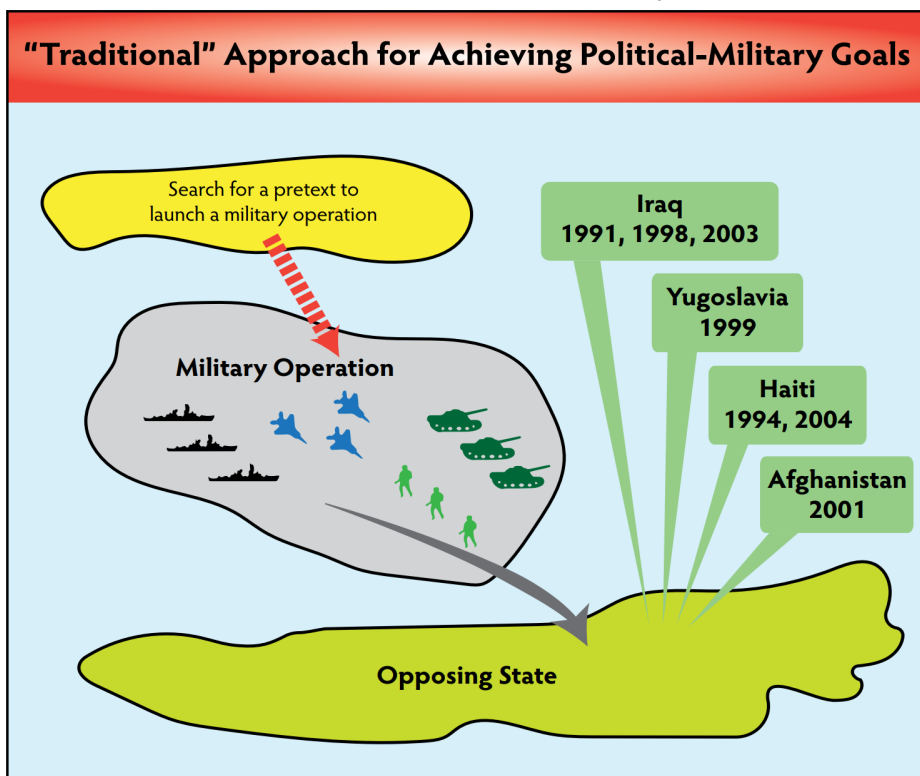 "Traditional" Approach for Achieving Political-Military Goals
Search for a pretext to
launch a military operation
Iraq
1991, 1998, 2003
Yugoslavia
1999
Haiti
1994, 2004
Afghanistan
2001
Military Operation
Opposing State